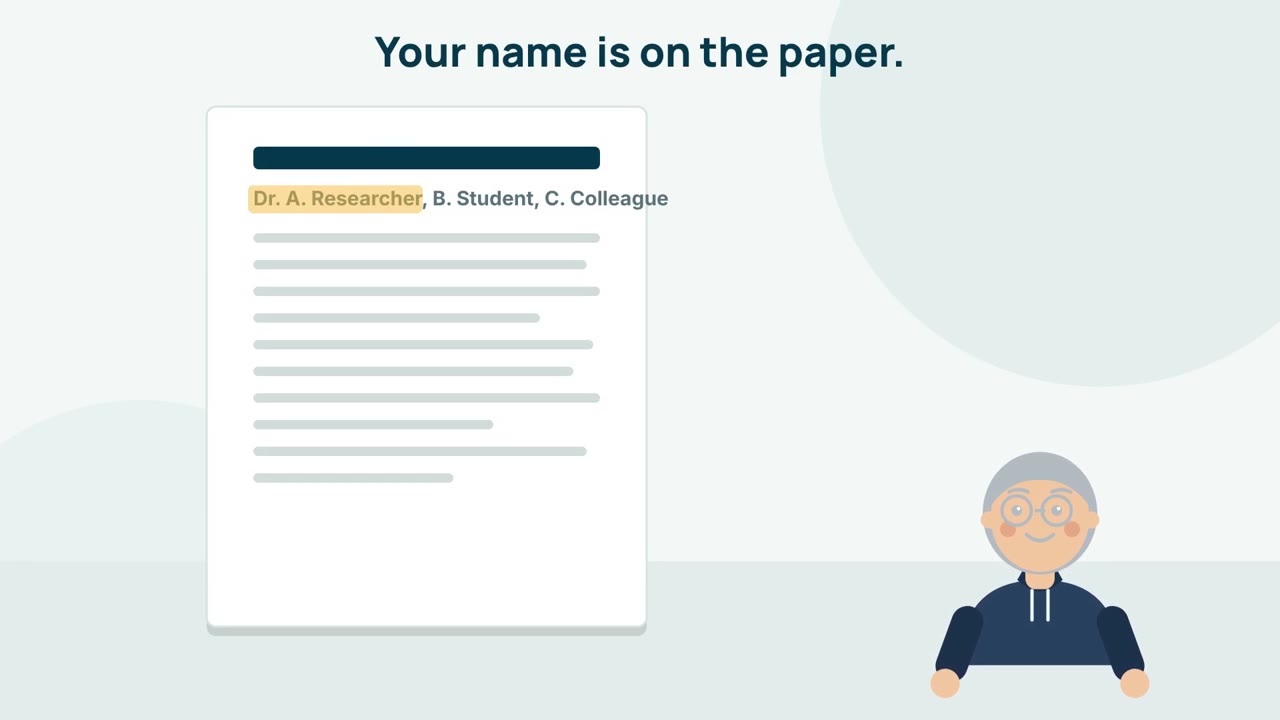 Your name is on the paper.
Dr. A. Researcher, B. Student, C. Colleague